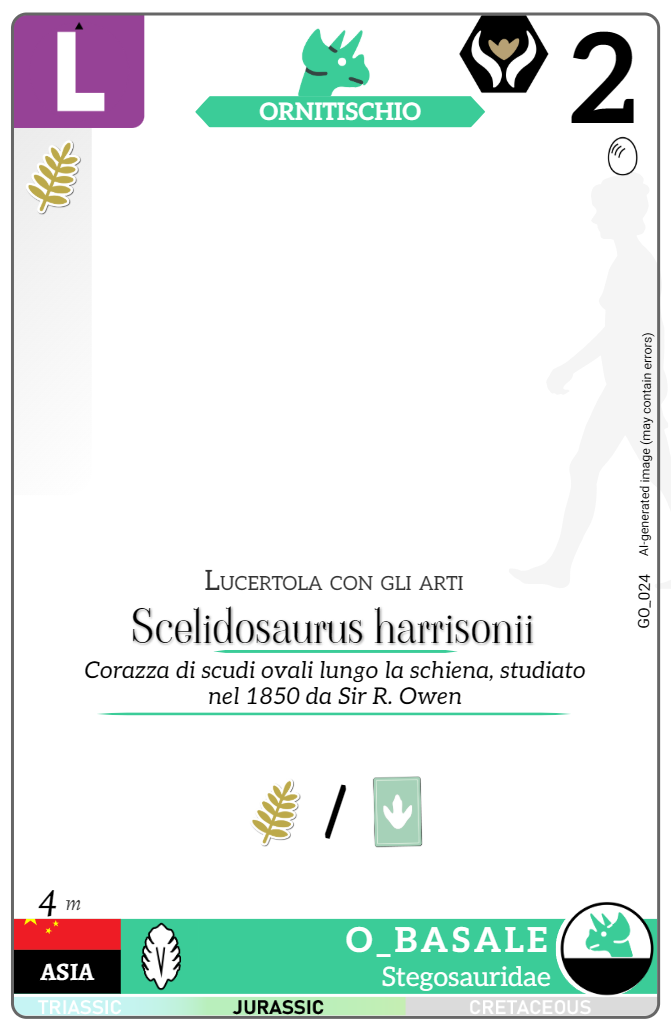 L
ORNITISCHIO
2
AI-generated image (may contain errors)
GO_024
Lucertola con gli arti
Scelidosaurus harrisonii
Corazza di scudi ovali lungo la schiena, studiato
nel 1850 da Sir R. Owen
/
4 m
ASIA
O_BASALE
Stegosauridae
TRIASSIC
JURASSIC
CRETACEOUS